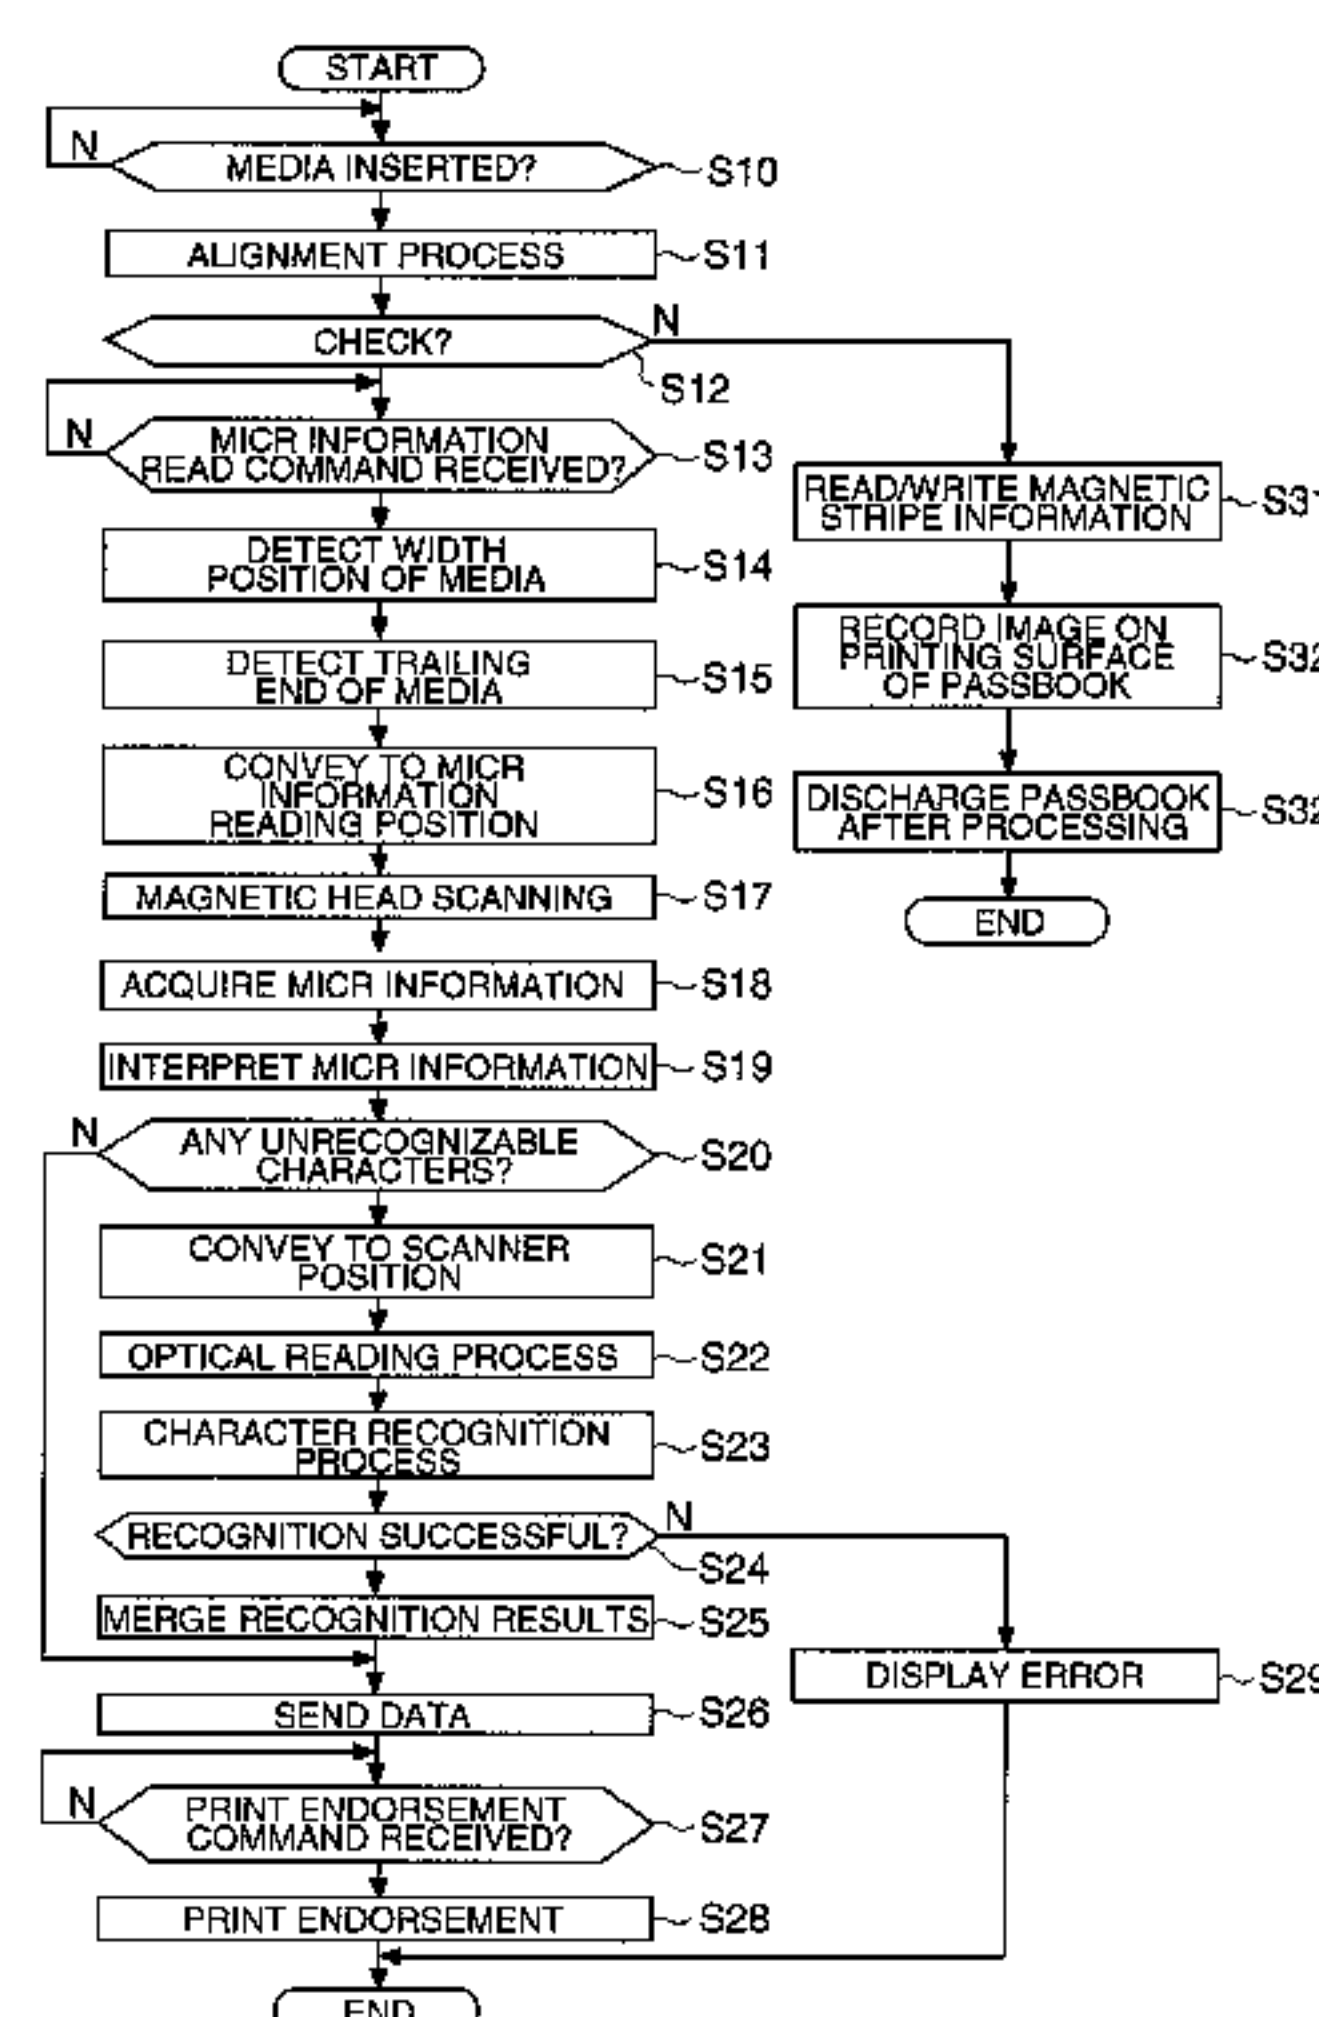 START
N
MEDIA INSERTED?
S10
ALIGNMENT PROCESS
S11
CHECK?
N
S12
N
MICR INFORMATION
READ COMMAND RECEIVED?
S13
DETECT WIDTH
POSITION OF MEDIA
S14
DETECT TRAILING
END OF MEDIA
S15
CONVEY TO MICR
INFORMATION
READING POSITION
S16
MAGNETIC HEAD SCANNING
S17
ACQUIRE MICR INFORMATION
S18
INTERPRET MICR INFORMATION
S19
N
ANY UNRECOGNIZABLE
CHARACTERS?
S20
CONVEY TO SCANNER
POSITION
S21
OPTICAL READING PROCESS
S22
CHARACTER RECOGNITION
PROCESS
S23
RECOGNITION SUCCESSFUL?
N
S24
MERGE RECOGNITION RESULTS
S25
SEND DATA
S26
N
PRINT ENDORSEMENT
COMMAND RECEIVED?
S27
PRINT ENDORSEMENT
S28
END
READ/WRITE MAGNETIC
STRIPE INFORMATION
S31
RECORD IMAGE ON
PRINTING SURFACE
OF PASSBOOK
S32
DISCHARGE PASSBOOK
AFTER PROCESSING
S32
END
DISPLAY ERROR
S29